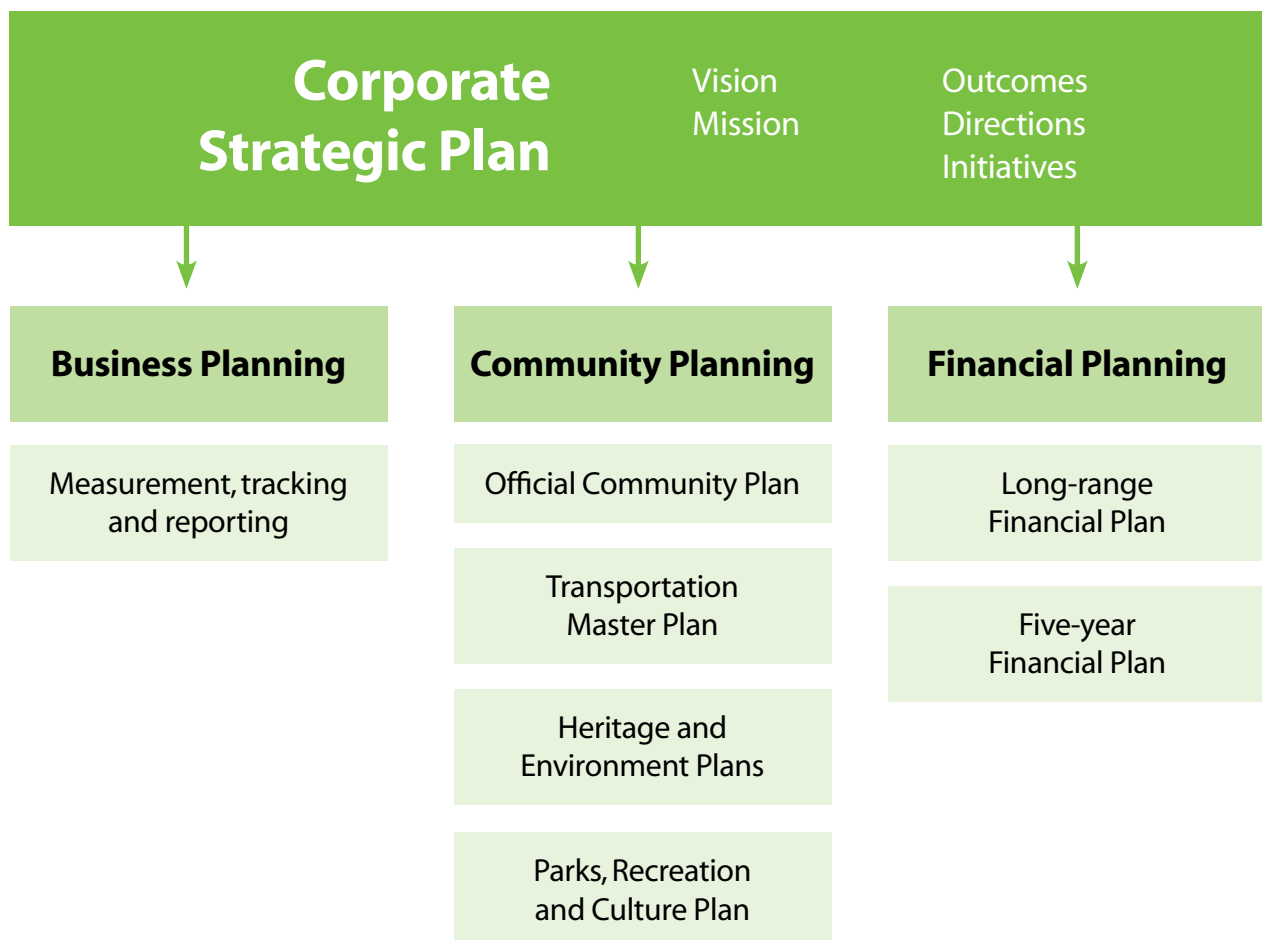 Corporate
Strategic Plan
Vision
Mission
Outcomes
Directions
Initiatives
Business Planning
Measurement, tracking
and reporting
Community Planning
Official Community Plan
Transportation
Master Plan
Heritage and
Environment Plans
Parks, Recreation
and Culture Plan
Financial Planning
Long-range
Financial Plan
Five-year
Financial Plan